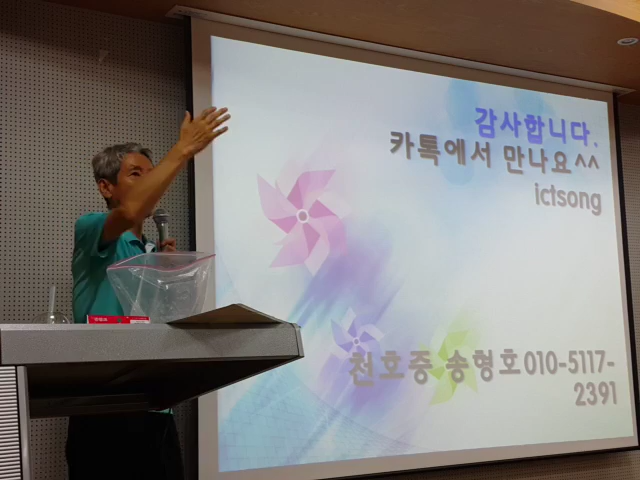 감사합니다.
카톡에서 만나요^^
ictsong
천호중 송형호010-5117-
2391